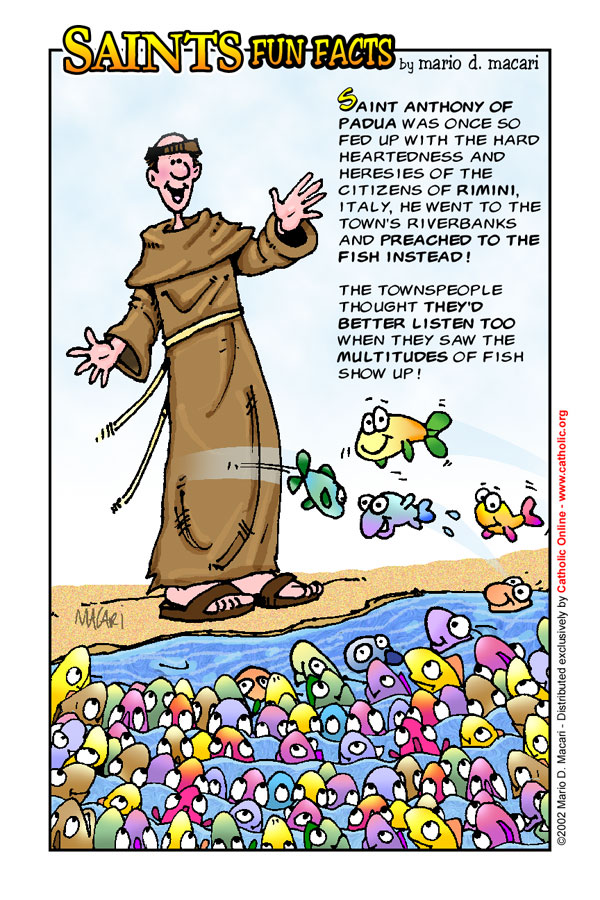 SAINTS FUN FACTS by mario d. macari
SAINT ANTHONY OF
PADUA WAS ONCE SO
FED UP WITH THE HARD
HEARTEDNESS AND
HERESIES OF THE
CITIZENS OF RIMINI,
ITALY, HE WENT TO THE
TOWN'S RIVERBANKS
AND PREACHED TO THE
FISH INSTEAD!
THE TOWNSPEOPLE
THOUGHT THEY'D
BETTER LISTEN TOO
WHEN THEY SAW THE
MULTITUDES OF FISH
SHOW UP!
MACARI
©2002 Mario D. Macari - Distributed exclusively by Catholic Online - www.catholic.org